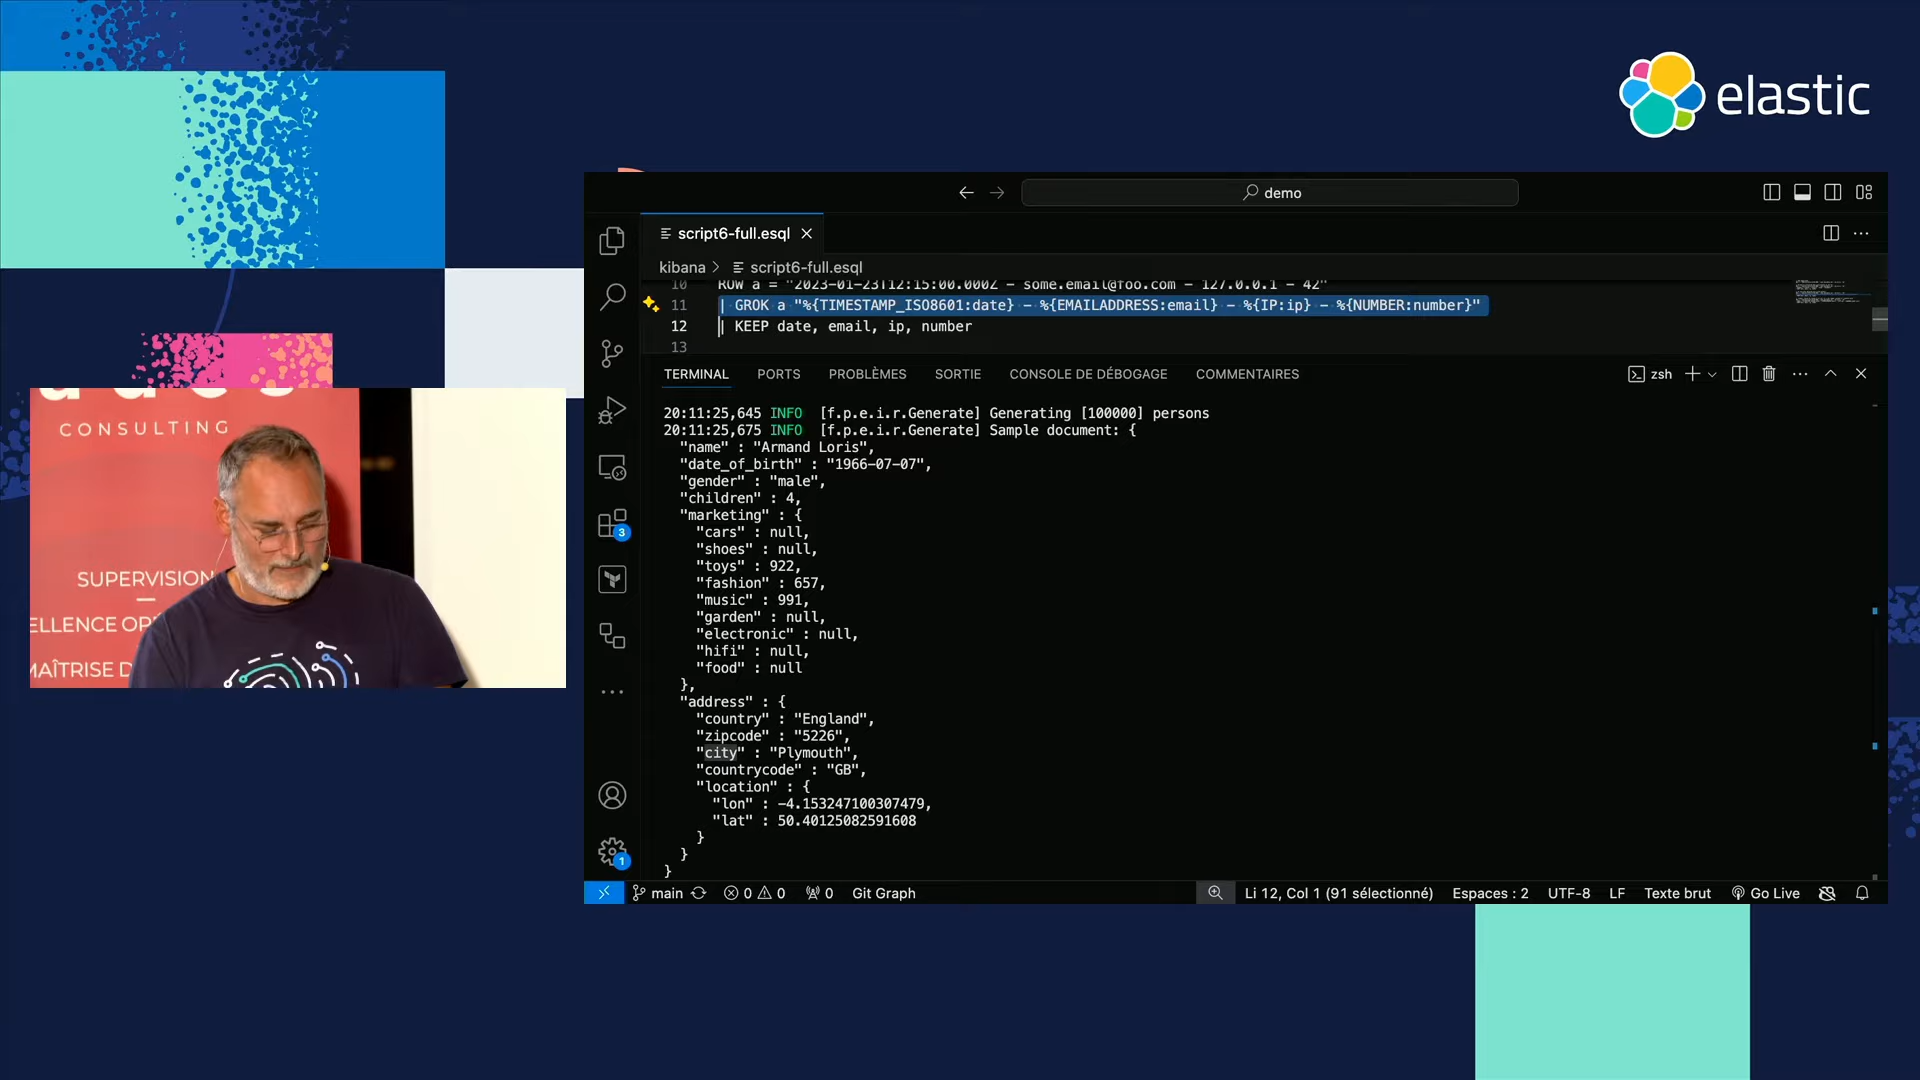 elastic
demo
script6-full.esql
kibana > script6-full.esql
10 ROW a = "2023-01-23T12:15:00.000Z - some.email@foo.com - 127.0.0.1 - 42"
11 | GROK a "%{TIMESTAMP_ISO8601:date} - %{EMAILADDRESS:email} - %{IP:ip} - %{NUMBER:number}"
12 | KEEP date, email, ip, number
13
TERMINAL PORTS PROBLÈMES SORTIE CONSOLE DE DÉBOGAGE COMMENTAIRES zsh
20:11:25,645 INFO [f.p.e.i.r.Generate] Generating [100000] persons
20:11:25,675 INFO [f.p.e.i.r.Generate] Sample document: {
"name" : "Armand Loris",
"date_of_birth" : "1966-07-07",
"gender" : "male",
"children" : 4,
"marketing" : {
"cars" : null,
"shoes" : null,
"toys" : 922,
"fashion" : 657,
"music" : 991,
"garden" : null,
"electronic" : null,
"hifi" : null,
"food" : null
},
"address" : {
"country" : "England",
"zipcode" : "5226",
"city" : "Plymouth",
"countrycode" : "GB",
"location" : {
"lon" : -4.153247100307479,
"lat" : 50.40125082591608
}
}
}
3
1
main 0 0 0 Git Graph Li 12, Col 1 (91 sélectionné) Espaces : 2 UTF-8 LF Texte brut Go Live
CONSULTING
SUPERVISION
ELLENCE OP
MAÎTRISE D